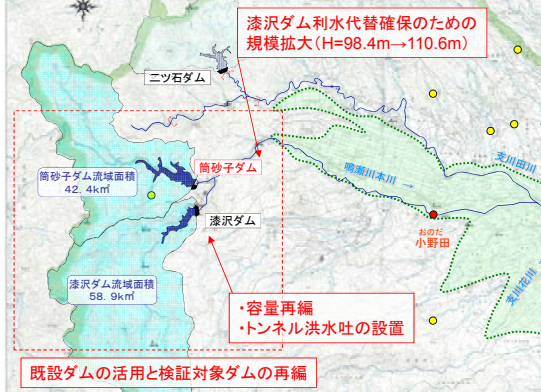 漆沢ダム利水代替確保のための
規模拡大(H=98.4m→110.6m)
二ツ石ダム
筒砂子ダム
筒砂子ダム流域面積
42.4k㎡
鳴瀬川本川 →
支川田川
漆沢ダム
おのだ
小野田
漆沢ダム流域面積
58.9k㎡
支川花川
・容量再編
・トンネル洪水吐の設置
既設ダムの活用と検証対象ダムの再編